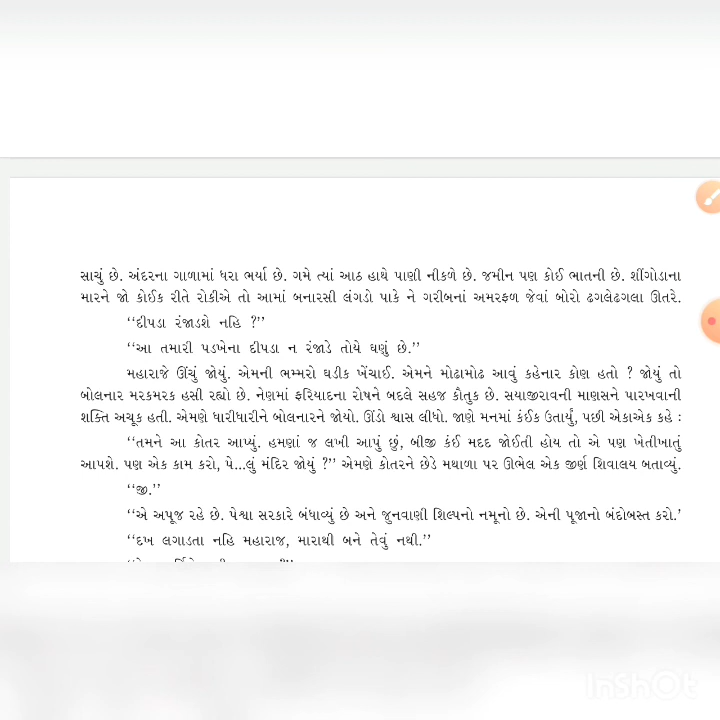 સાચું છે. અંદરના ગાળામાં ધરા ભર્યા છે. ગમે ત્યાં આઠ હાથે પાણી નીકળે છે. જમીન પણ કોઈ ભાતની છે. શીંગોડાના
મારને જો કોઈક રીતે રોકીએ તો આમાં બનારસી લંગડો પાકે ને ગરીબનાં અમરફળ જેવાં બોરો ઢગલેઢગલા ઊતરે.
‘‘દીપડા રંજાડશે નહિ ?’’
‘‘આ તમારી પડખેના દીપડા ન રંજાડે તોયે ઘણું છે.’’
મહારાજે ઊંચું જોયું. એમની ભમ્મરો ઘડીક ખેંચાઈ. એમને મોઢામોઢ આવું કહેનાર કોણ હતો ? જોયું તો
બોલનાર મરકમરક હસી રહ્યો છે. નેણમાં ફરિયાદના રોષને બદલે સહજ કૌતુક છે. સયાજીરાવની માણસને પારખવાની
શક્તિ અચૂક હતી. એમણે ધારીધારીને બોલનારને જોયો. ઊંડો શ્વાસ લીધો. જાણે મનમાં કંઈક ઉતાર્યું, પછી એકાએક કહે :
‘‘તમને આ કોતર આપ્યું. હમણાં જ લખી આપું છું, બીજી કંઈ મદદ જોઈતી હોય તો એ પણ ખેતીખાતું
આપશે. પણ એક કામ કરો, પે...લું મંદિર જોયું ?’’ એમણે કોતરને છેડે મથાળા પર ઊભેલ એક જીર્ણ શિવાલય બતાવ્યું.
‘‘જી.’’
‘‘એ અપૂજ રહે છે. પેશ્વા સરકારે બંધાવ્યું છે અને જુનવાણી શિલ્પનો નમૂનો છે. એની પૂજાનો બંદોબસ્ત કરો.’
‘‘દખ લગાડતા નહિ મહારાજ, મારાથી બને તેવું નથી.’’
InShOt